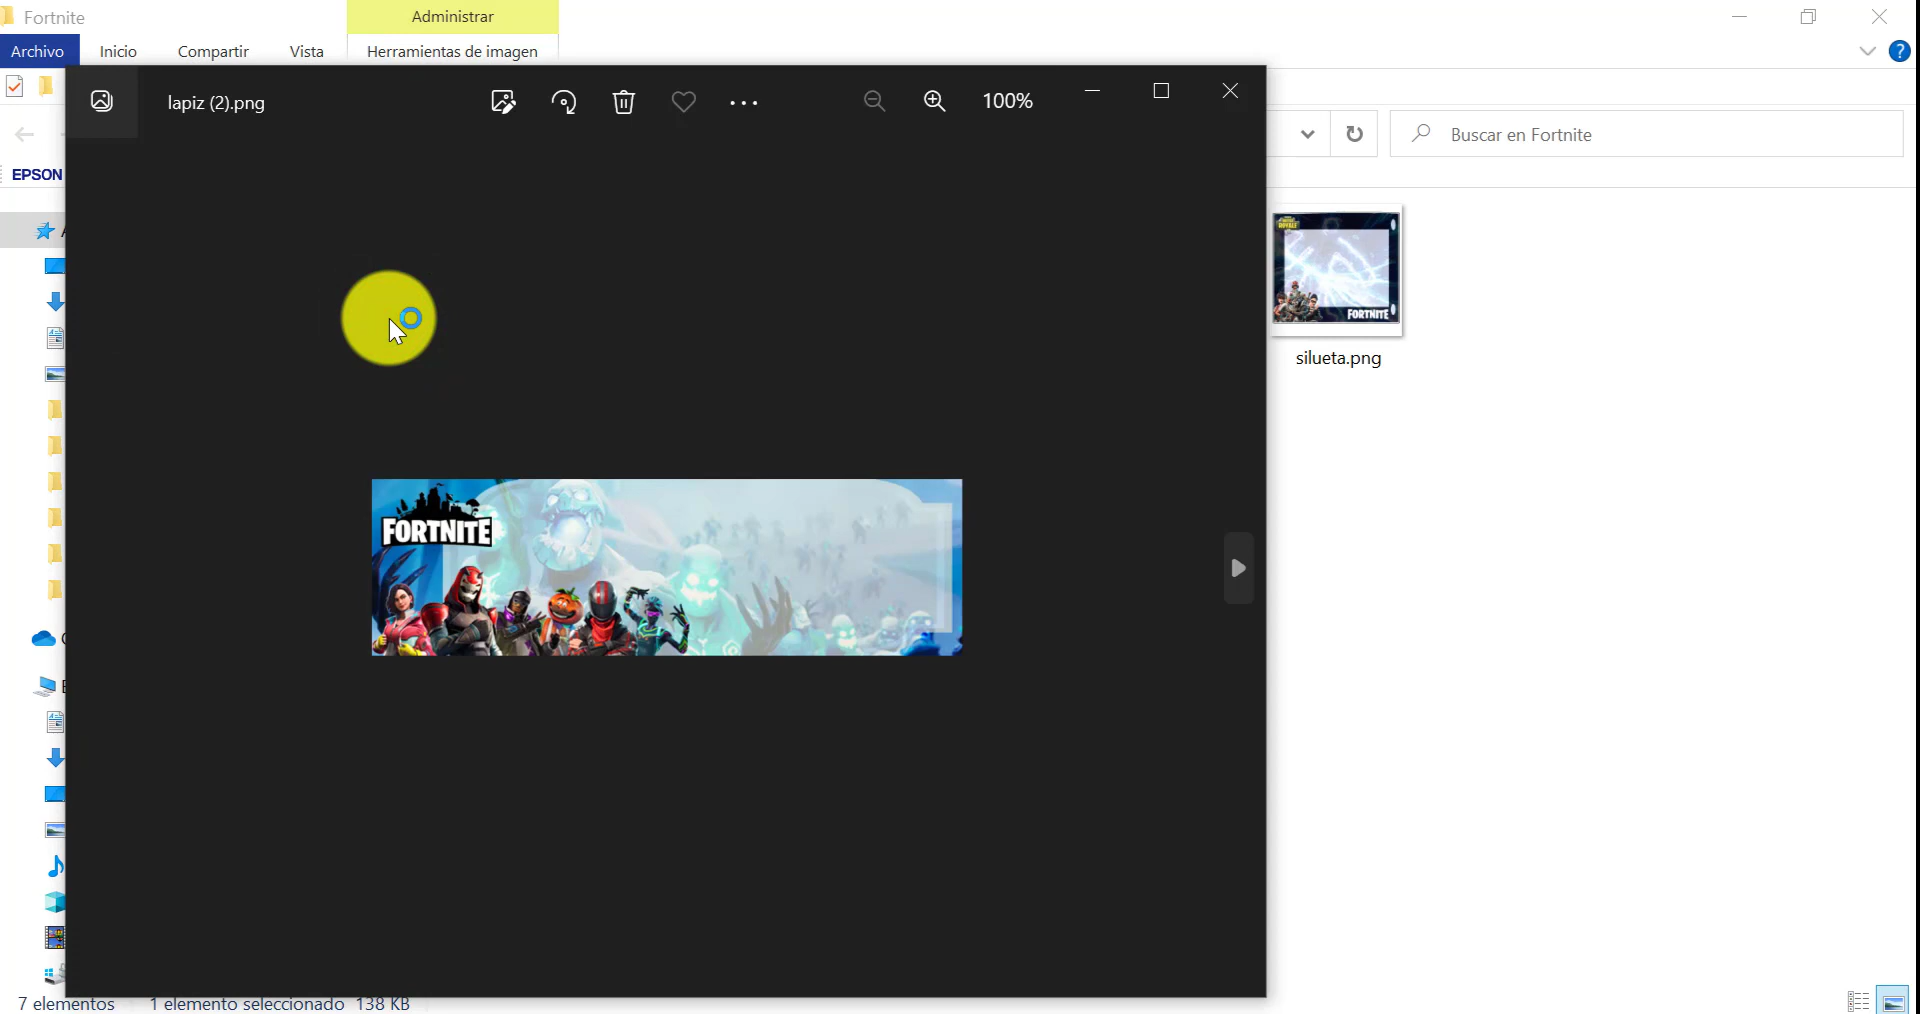 Fortnite
Administrar
Archivo
Inicio
Compartir
Vista
Herramientas de imagen
?
lapiz (2).png
100%
Buscar en Fortnite
EPSON
ROYALE
FORTNITE
silueta.png
FORTNITE
7 elementos
1 elemento seleccionado 138 KB